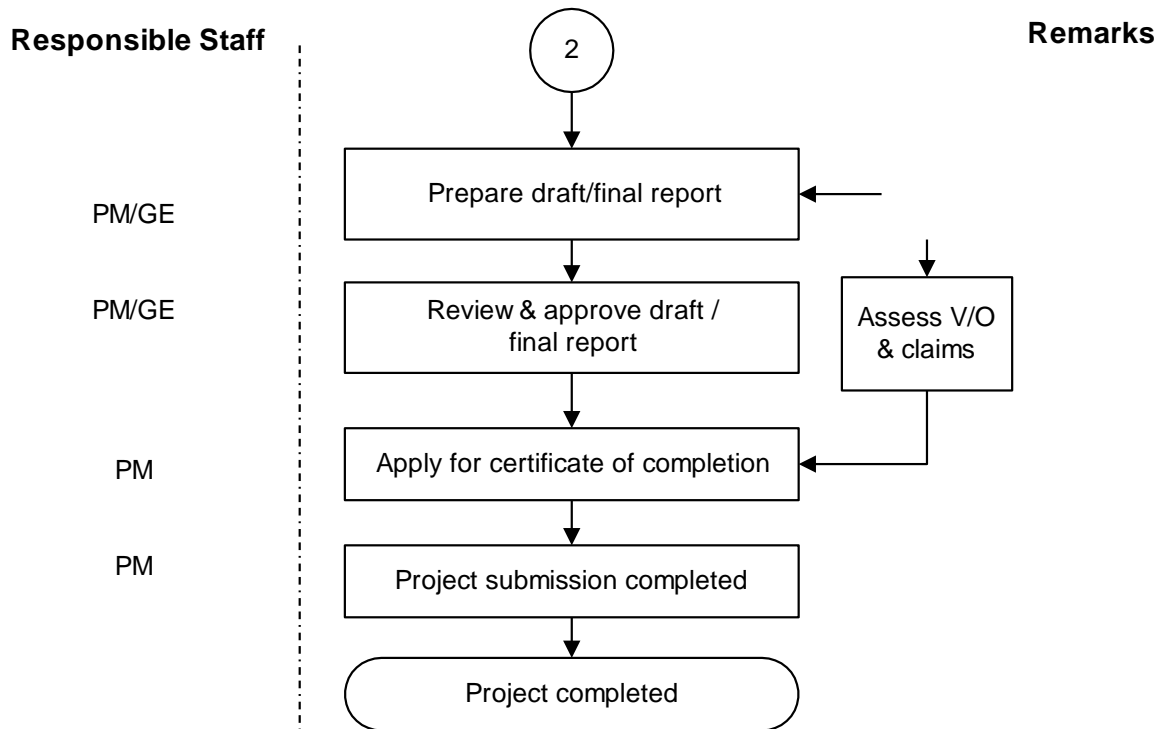 Responsible Staff
2
Remarks
PM/GE
Prepare draft/final report
PM/GE
Review & approve draft /
final report
Assess V/O
& claims
PM
Apply for certificate of completion
PM
Project submission completed
Project completed